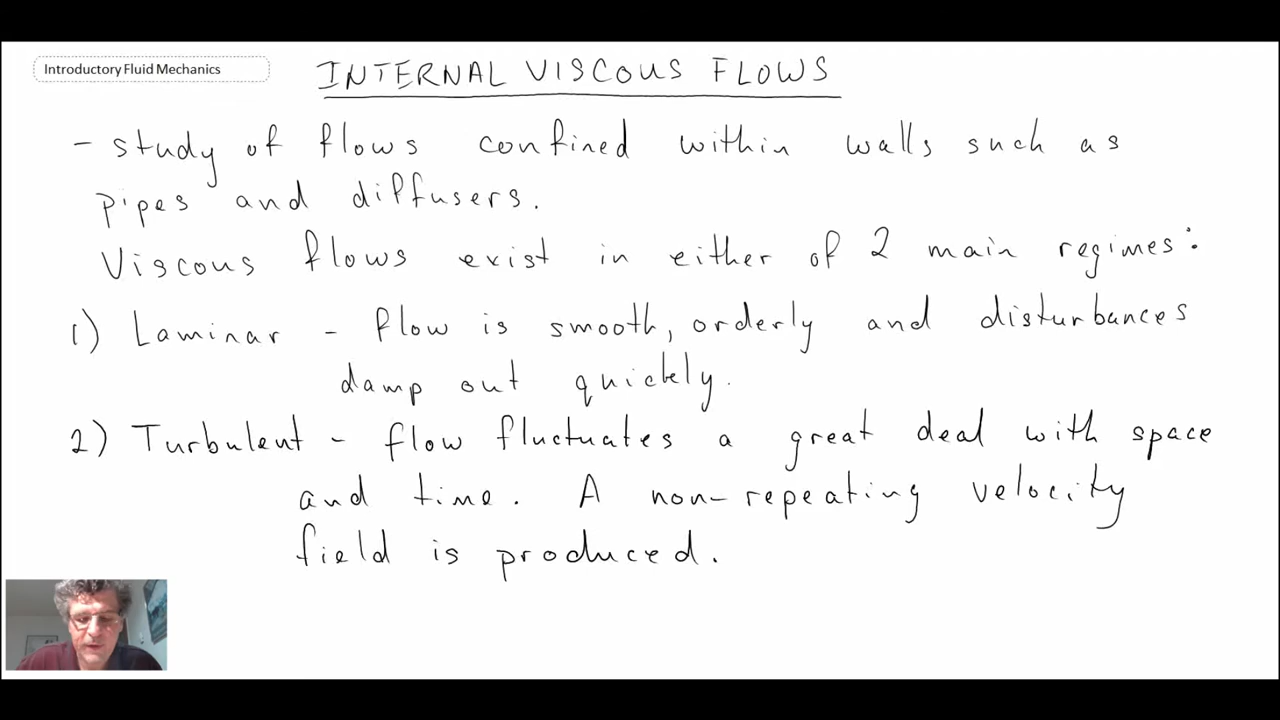 Introductory Fluid Mechanics
INTERNAL VISCOUS FLOWS
- study of flows confined within walls such as
pipes and diffusers.
Viscous flows exist in either of 2 main regimes:
1) Laminar - flow is smooth, orderly and disturbances
damp out quickly.
2) Turbulent - flow fluctuates a great deal with space
and time. A non-repeating velocity
field is produced.